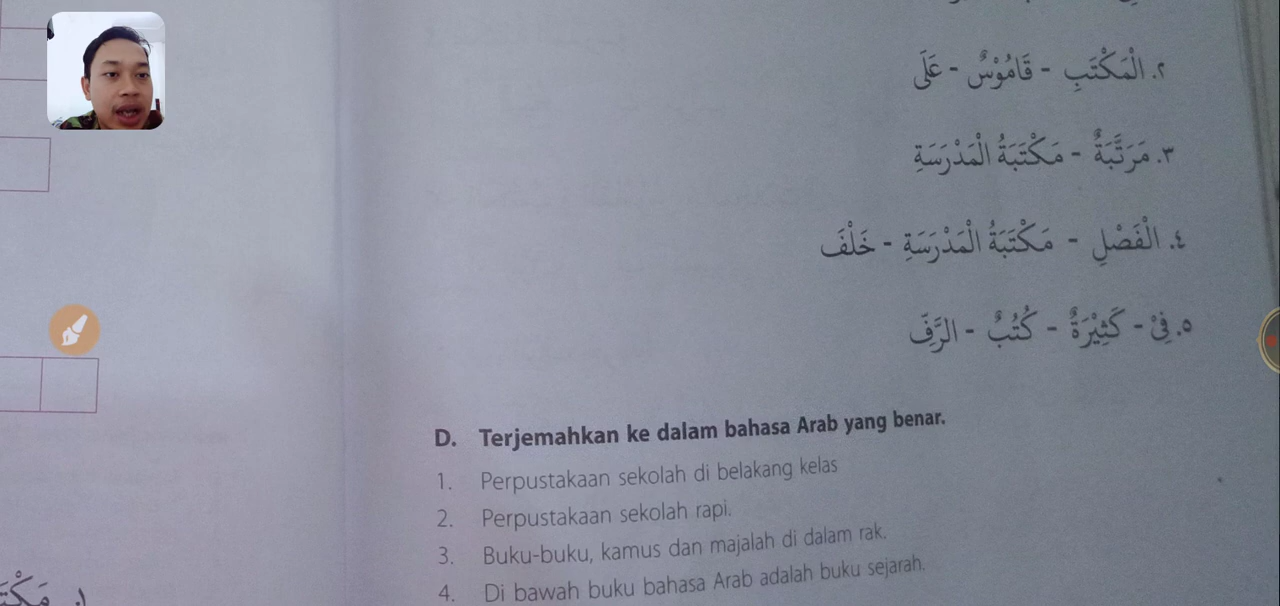 ٢. الْمَكْتَبِ - قَامُوْسٌ - عَلَى
٣. مَرَتَّبَةٌ - مَكْتَبَةُ الْمَدْرَسَةِ
٤. الْفَصْلِ - مَكْتَبَةُ الْمَدْرَسَةِ - خَلْفَ
٥. فِيْ - كَثِيْرَةٌ - كُتُبٌ - الرَّفِّ
D. Terjemahkan ke dalam bahasa Arab yang benar.
1. Perpustakaan sekolah di belakang kelas
2. Perpustakaan sekolah rapi.
3. Buku-buku, kamus dan majalah di dalam rak.
4. Di bawah buku bahasa Arab adalah buku sejarah.
١.